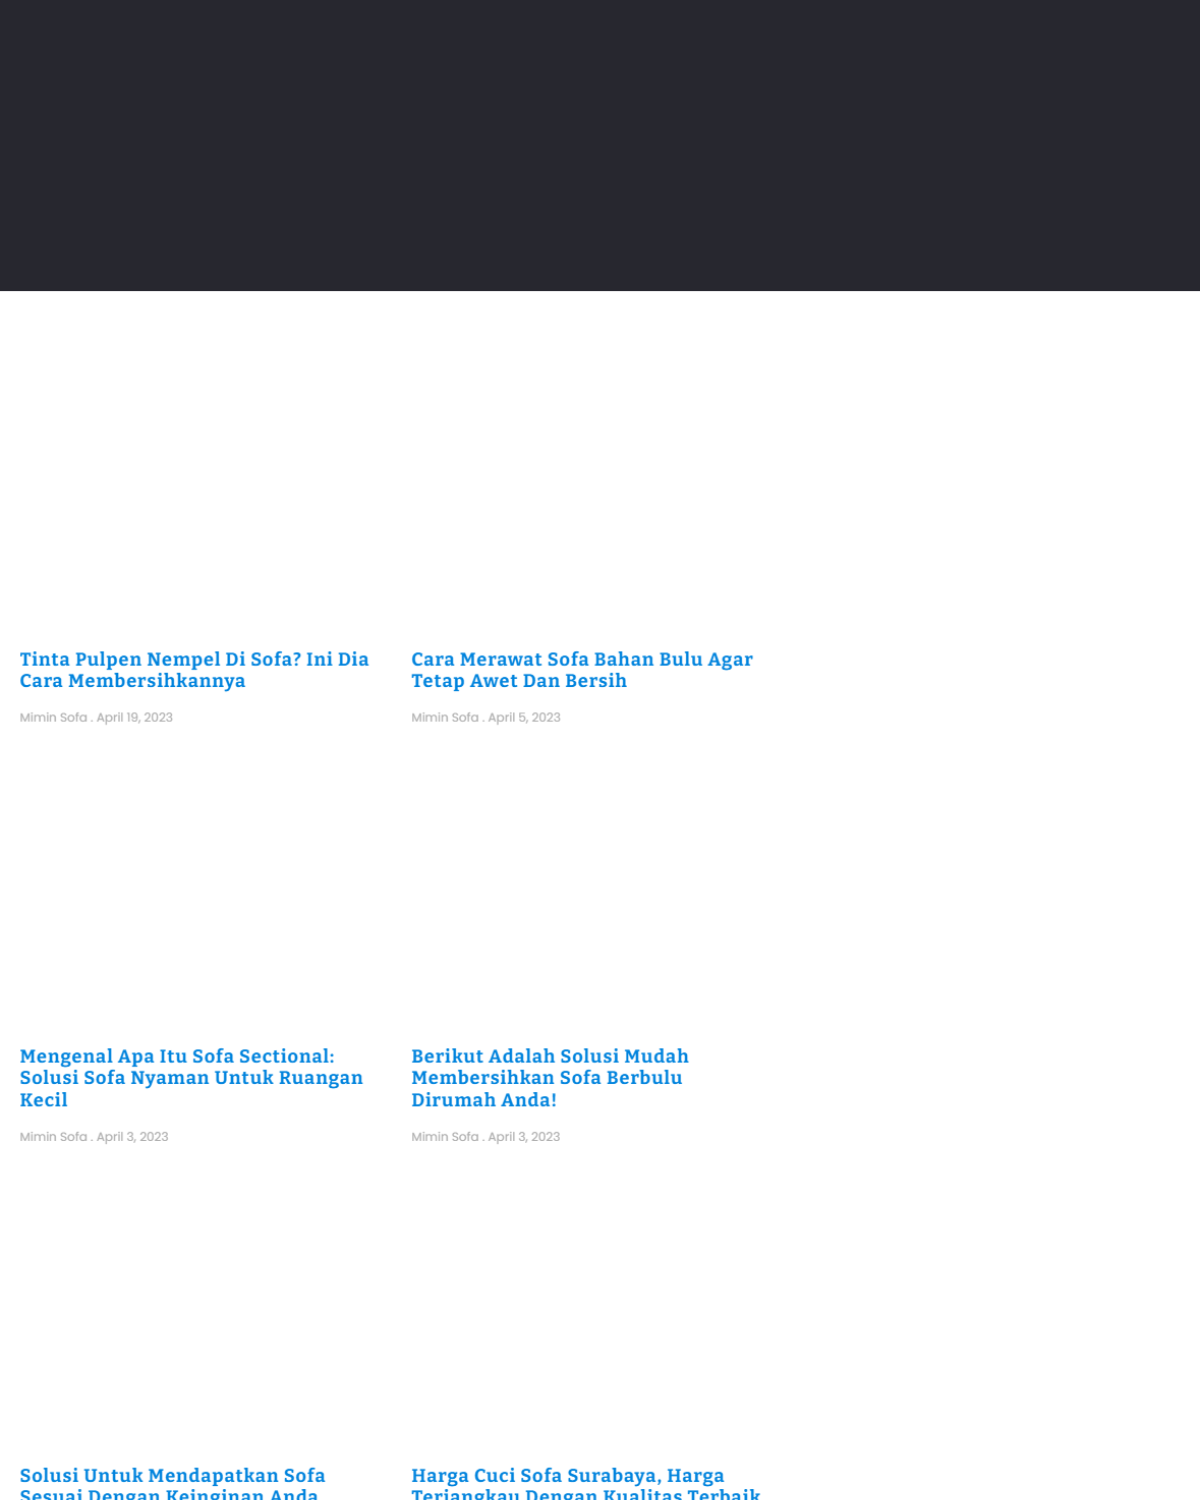 Tinta Pulpen Nempel Di Sofa? Ini Dia
Cara Membersihkannya
Mimin Sofa . April 19, 2023
Cara Merawat Sofa Bahan Bulu Agar
Tetap Awet Dan Bersih
Mimin Sofa . April 5, 2023
Mengenal Apa Itu Sofa Sectional:
Solusi Sofa Nyaman Untuk Ruangan
Kecil
Mimin Sofa . April 3, 2023
Berikut Adalah Solusi Mudah
Membersihkan Sofa Berbulu
Dirumah Anda!
Mimin Sofa . April 3, 2023
Solusi Untuk Mendapatkan Sofa
Sesuai Dengan Keinginan Anda
Harga Cuci Sofa Surabaya, Harga
Terjangkau Dengan Kualitas Terbaik